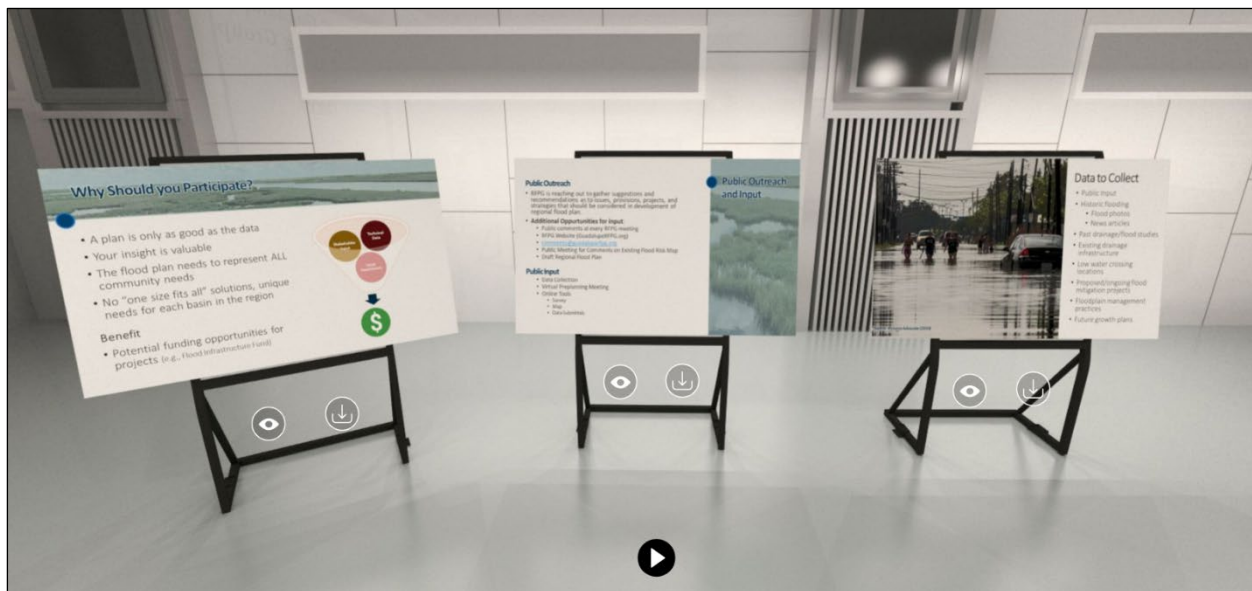 Why Should you Participate?
• A plan is only as good as the data
• Your insight is valuable
• The flood plan needs to represent ALL
community needs
• No "one size fits all" solutions, unique
needs for each basin in the region
Benefit
• Potential funding opportunities for
projects (e.g., Flood Infrastructure Fund)
Stakeholder
Technical
Data
$
Public Outreach
and Input
Public Outreach
• RFPG is reaching out to gather suggestions and
recommendations as to issues, provisions, projects, and
strategies that should be considered in development of
regional flood plan.
• Additional Opportunities for input
• Public comments at every RFPG meeting
• RFPG Website (GuadalupeRFPG.org)
• Public Meeting for Comments on Existing Flood Risk Map
• Draft Regional Flood Plan
Public Input
• Data Collection
• Virtual Preplanning Meeting
• Online Tools
• Survey
• Map
• Data Submittal
Data to Collect
• Public Input
• Historic flooding
• Flood photos
• News articles
• Past drainage/flood studies
• Existing drainage
infrastructure
• Low water crossing
locations
• Proposed/ongoing flood
mitigation projects
• Floodplain management
practices
• Future growth plans